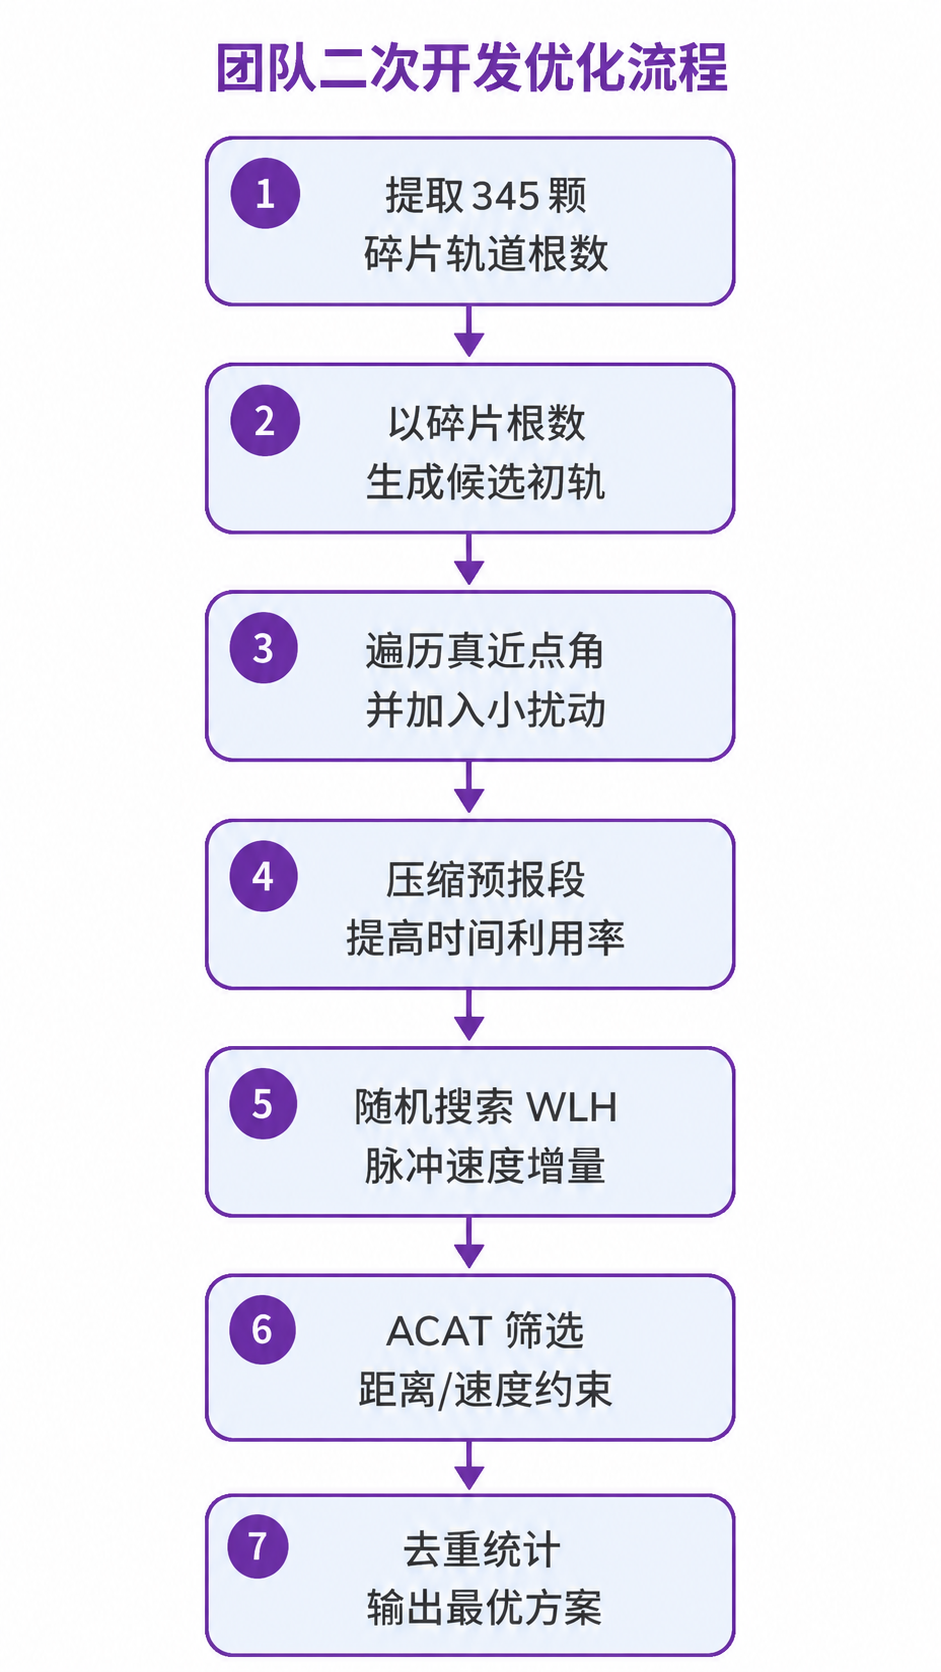 团队二次开发优化流程
1
提取 345 颗
碎片轨道根数
2
以碎片根数
生成候选初轨
3
遍历真近点角
并加入小扰动
4
压缩预报段
提高时间利用率
5
随机搜索 WLH
脉冲速度增量
6
ACAT 筛选
距离/速度约束
7
去重统计
输出最优方案